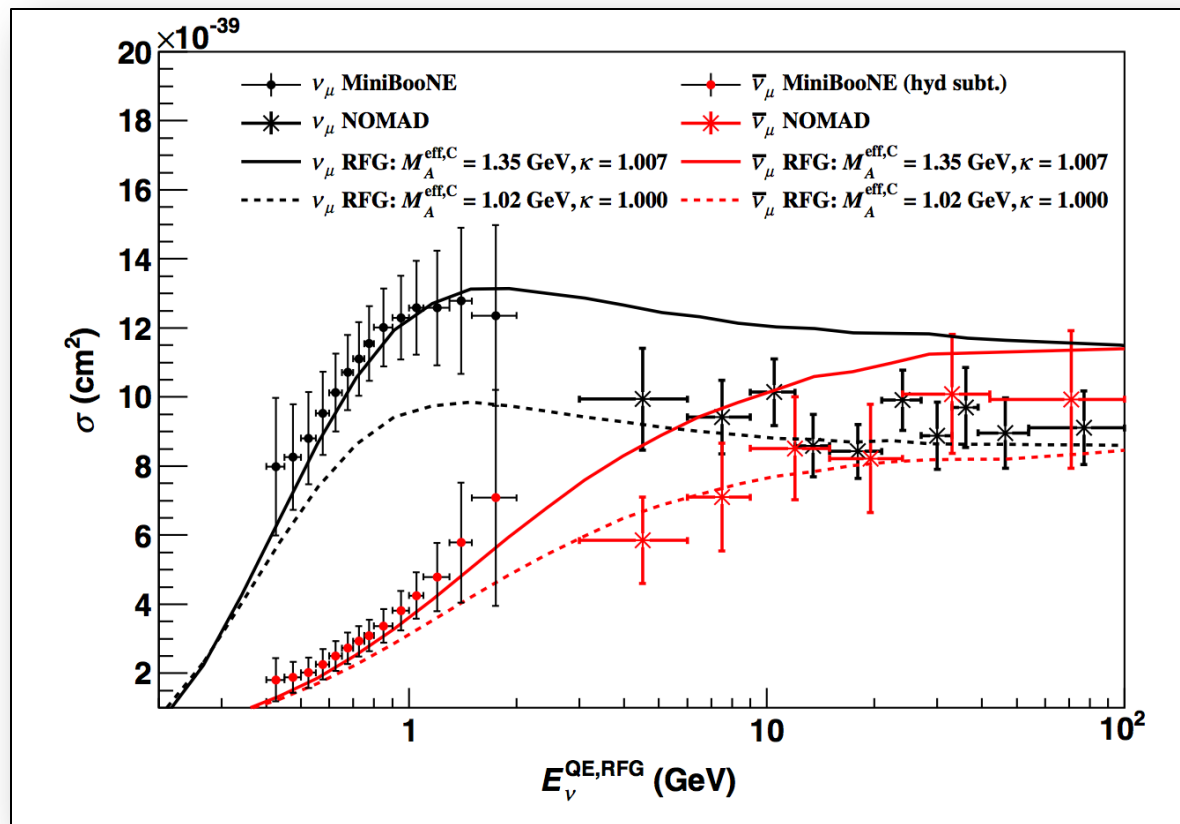 20 ×10⁻³⁹
18
16
14
12
10
8
6
4
2
σ (cm²)
ν_μ MiniBooNE
ν_μ NOMAD
ν_μ RFG: M_A^eff,C = 1.35 GeV, κ = 1.007
ν_μ RFG: M_A^eff,C = 1.02 GeV, κ = 1.000
ν̅_μ MiniBooNE (hyd subt.)
ν̅_μ NOMAD
ν̅_μ RFG: M_A^eff,C = 1.35 GeV, κ = 1.007
ν̅_μ RFG: M_A^eff,C = 1.02 GeV, κ = 1.000
1 10 10²
E_ν^QE,RFG (GeV)